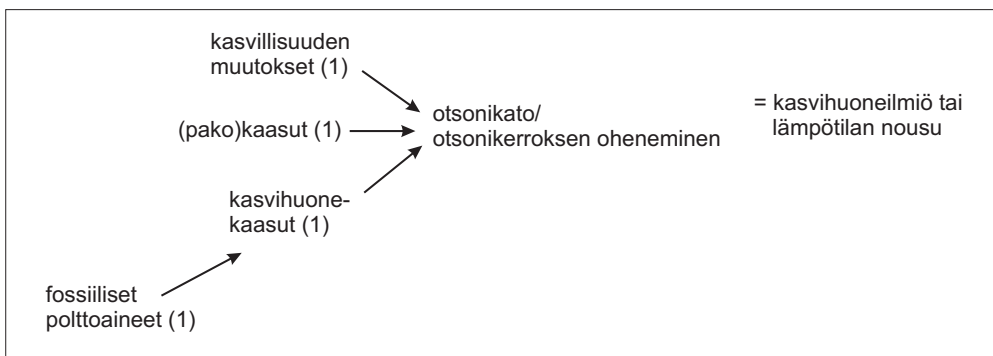 kasvillisuuden
muutokset (1)
(pako)kaasut (1)
otsonikato/
otsonikerroksen oheneminen
= kasvihuoneilmiö tai
lämpötilan nousu
kasvihuone-
kaasut (1)
fossiiliset
polttoaineet (1)